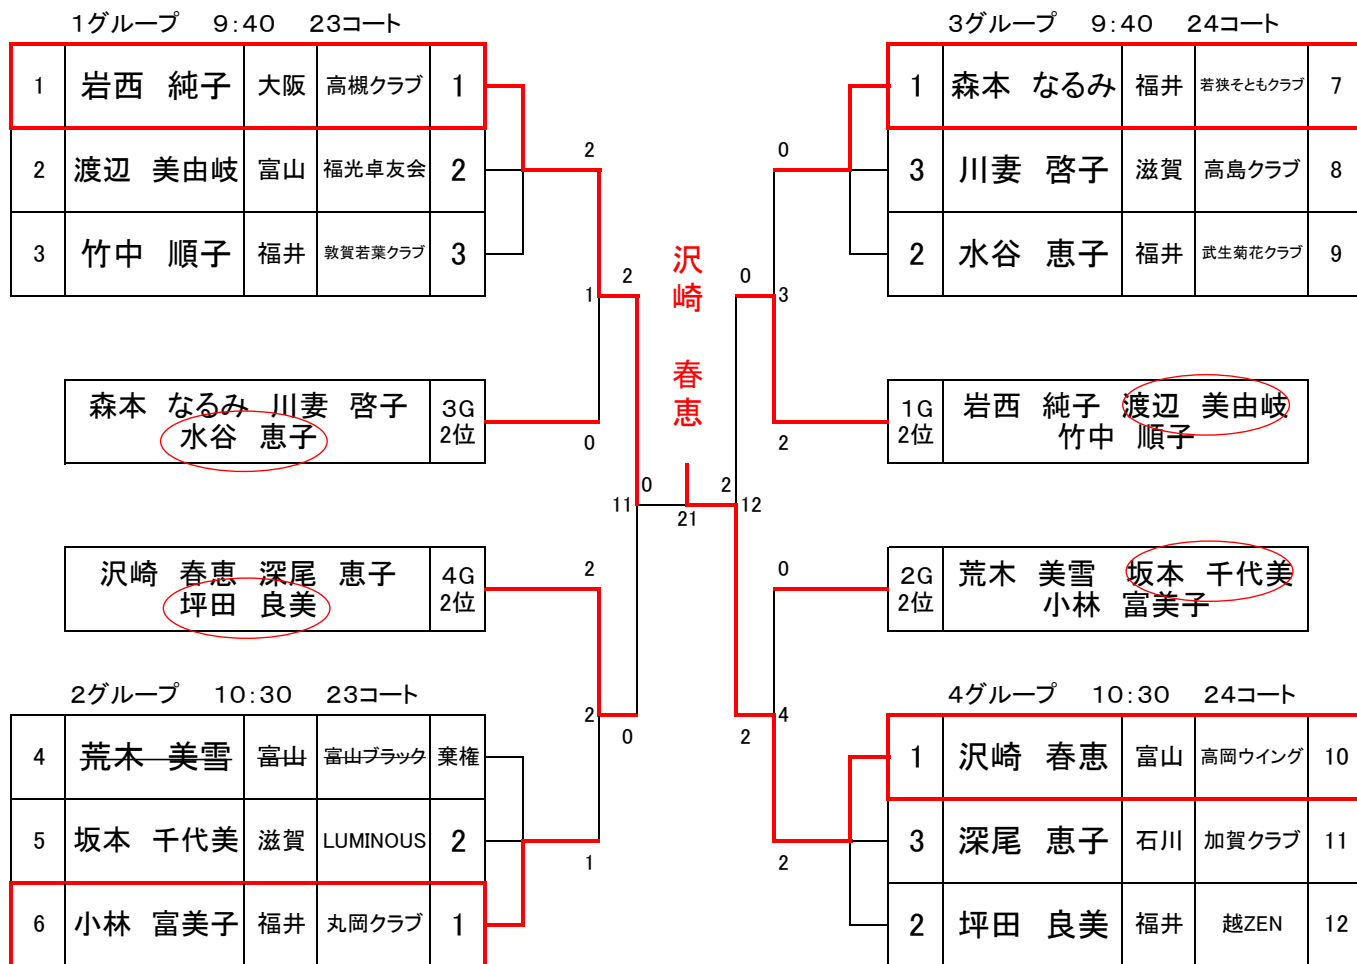 1グループ 9:40 23コート
1 岩西 純子 大阪 高槻クラブ 1
2 渡辺 美由岐 富山 福光卓友会 2
3 竹中 順子 福井 敦賀若葉クラブ 3
2
2
1
森本 なるみ 川妻 啓子
水谷 恵子
3G
2位
0
沢崎 春恵 深尾 恵子
坪田 良美
4G
2位
2
11
0
21
2
12
2グループ 10:30 23コート
4 荒木 美雪 富山 富山ブラック 棄権
5 坂本 千代美 滋賀 LUMINOUS 2
6 小林 富美子 福井 丸岡クラブ 1
2
0
1
沢崎 春恵
3グループ 9:40 24コート
1 森本 なるみ 福井 若狭そともクラブ 7
3 川妻 啓子 滋賀 高島クラブ 8
2 水谷 恵子 福井 武生菊花クラブ 9
0
0
3
2
1G
2位
岩西 純子 渡辺 美由岐
竹中 順子
0
2G
2位
荒木 美雪 坂本 千代美
小林 富美子
4グループ 10:30 24コート
1 沢崎 春恵 富山 高岡ウイング 10
3 深尾 恵子 石川 加賀クラブ 11
2 坪田 良美 福井 越ZEN 12
4
2
2